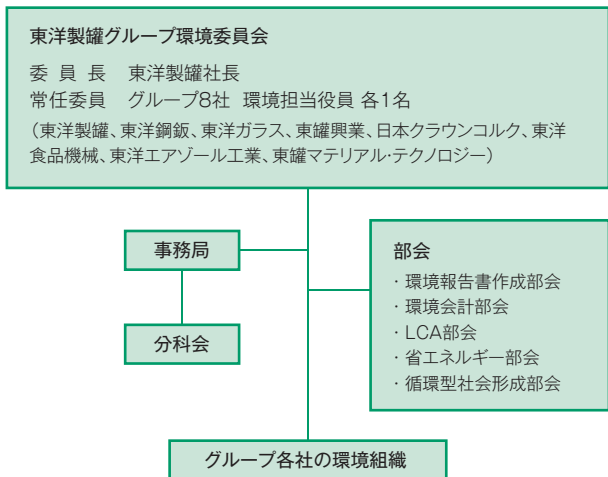 東洋製罐グループ環境委員会
委 員 長　東洋製罐社長
常任委員　グループ8社 環境担当役員 各1名
（東洋製罐、東洋鋼鈑、東洋ガラス、東罐興業、日本クラウンコルク、東洋
食品機械、東洋エアゾール工業、東罐マテリアル・テクノロジー）
事務局
分科会
部会
・環境報告書作成部会
・環境会計部会
・LCA部会
・省エネルギー部会
・循環型社会形成部会
グループ各社の環境組織